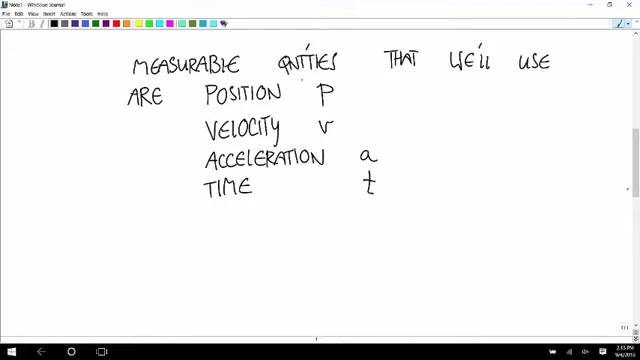 Note1 - Windows Journal
File Edit View Insert Actions Tools Help
MEASURABLE QNTITIES THAT WE'LL USE
ARE POSITION P
VELOCITY v
ACCELERATION a
TIME t
1/1
2:15 PM